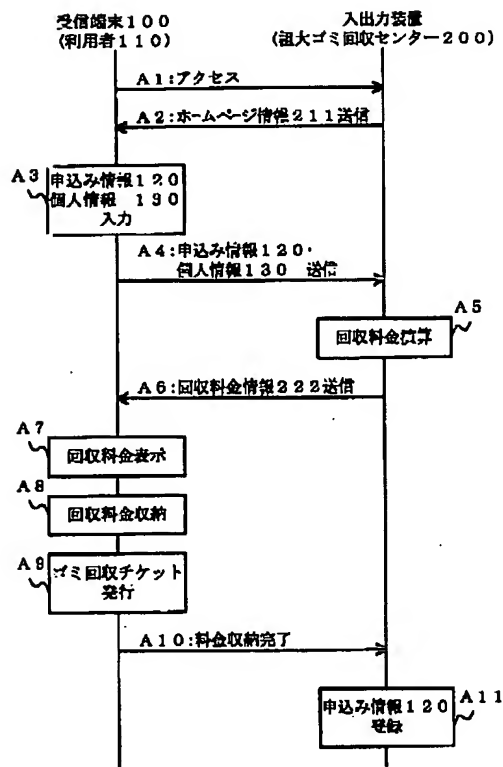 受信端末100
(利用者110)
入出力装置
(粗大ゴミ回収センター200)
A1:アクセス
A2:ホームページ情報211送信
A3
申込み情報120
個人情報 130
入力
A4:申込み情報120・
個人情報130 送信
A5
回収料金演算
A6:回収料金情報222送信
A7
回収料金表示
A8
回収料金収納
A9
ゴミ回収チケット
発行
A10:料金収納完了
A11
申込み情報120
登録